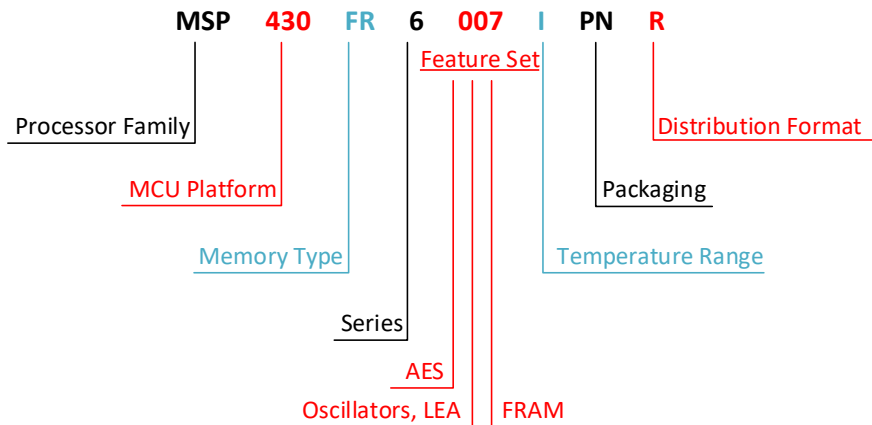 MSP 430 FR 6 007 I PN R
Feature Set
Processor Family
Distribution Format
MCU Platform
Packaging
Memory Type
Temperature Range
Series
AES
Oscillators, LEA
FRAM